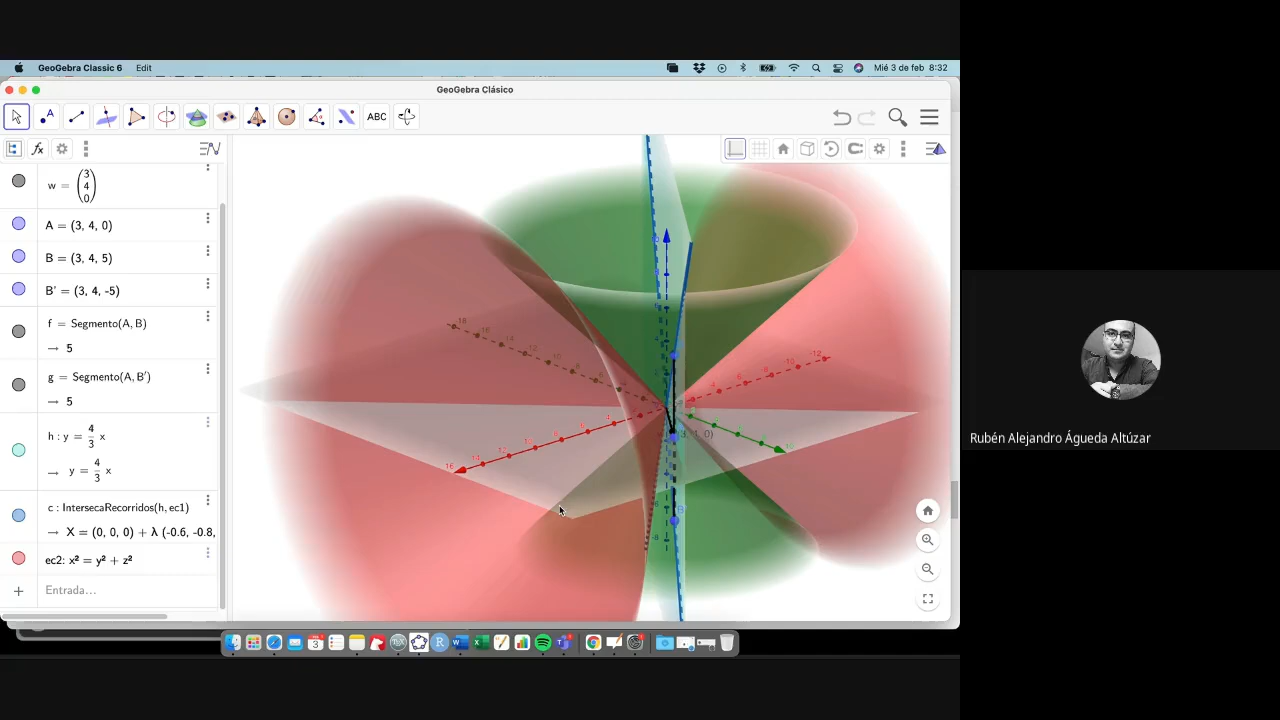 GeoGebra Classic 6 Edit
Mié 3 de feb 8:32
GeoGebra Clásico
ABC
w = (3 4 0)
A = (3, 4, 0)
B = (3, 4, 5)
B' = (3, 4, -5)
f = Segmento(A, B)
→ 5
g = Segmento(A, B')
→ 5
h : y = 4/3 x
→ y = 4/3 x
c : IntersecaRecorridos(h, ec1)
→ X = (0, 0, 0) + λ (-0.6, -0.8,
ec2: x² = y² + z²
Entrada…
Rubén Alejandro Águeda Altúzar